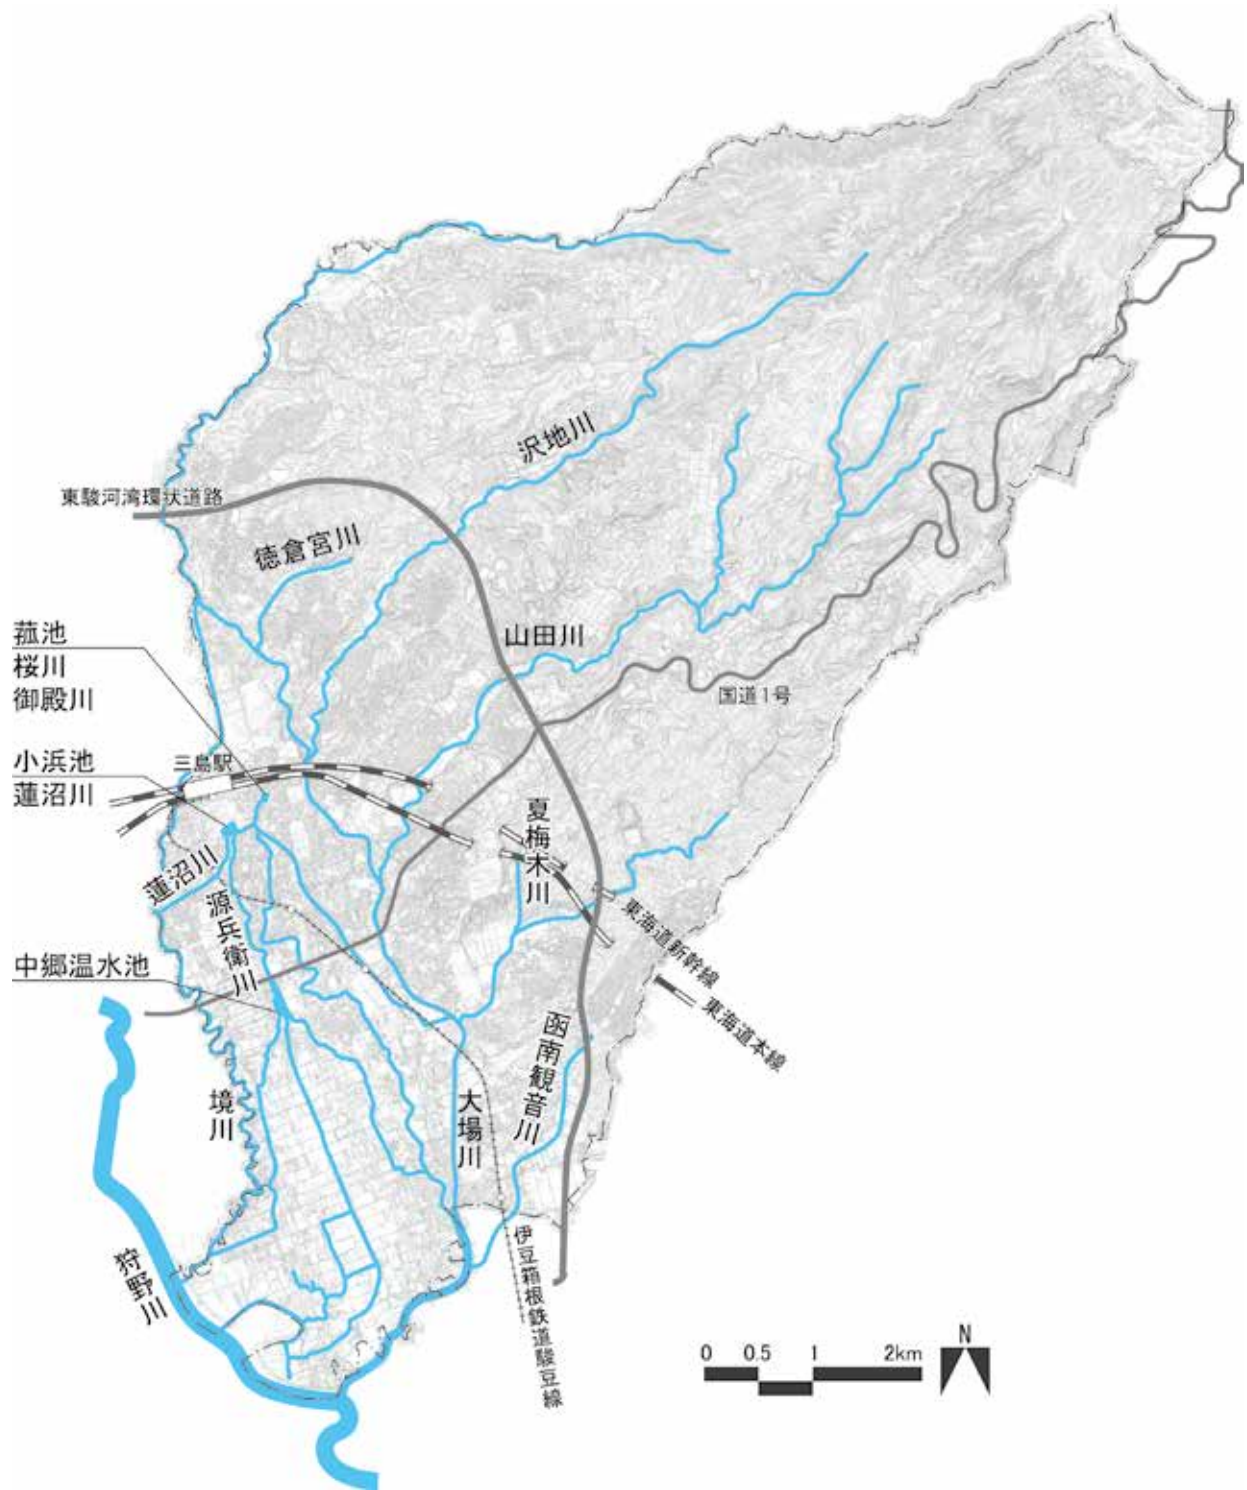 沢地川
東駿河湾環状道路
徳倉宮川
菰池
桜川
御殿川
山田川
国道1号
小浜池
蓮沼川
三島駅
夏梅木川
蓮沼川
源兵衛川
東海道新幹線
中郷温水池
東海道本線
函南観音川
境川
大場川
狩野川
伊豆箱根鉄道駿豆線
N
0 0.5 1 2km